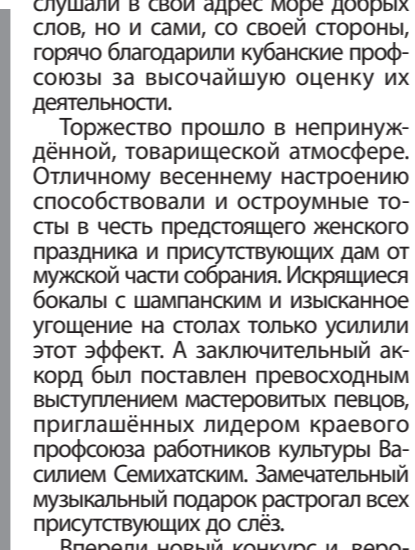 слушали в свой адрес море добрых
слов, но и сами, со своей стороны,
горячо благодарили кубанские проф-
союзы за высочайшую оценку их
деятельности.
Торжество прошло в непринуж-
дённой, товарищеской атмосфере.
Отличному весеннему настроению
способствовали и остроумные то-
сты в честь предстоящего женского
праздника и присутствующих дам от
мужской части собрания. Искрящиеся
бокалы с шампанским и изысканное
угощение на столах только усилили
этот эффект. А заключительный ак-
корд был поставлен превосходным
выступлением мастеровитых певцов,
приглашённых лидером краевого
профсоюза работников культуры Ва-
силием Семихатским. Замечательный
музыкальный подарок растрогал всех
присутствующих до слёз.
Впереди новый конкурс и, веро-